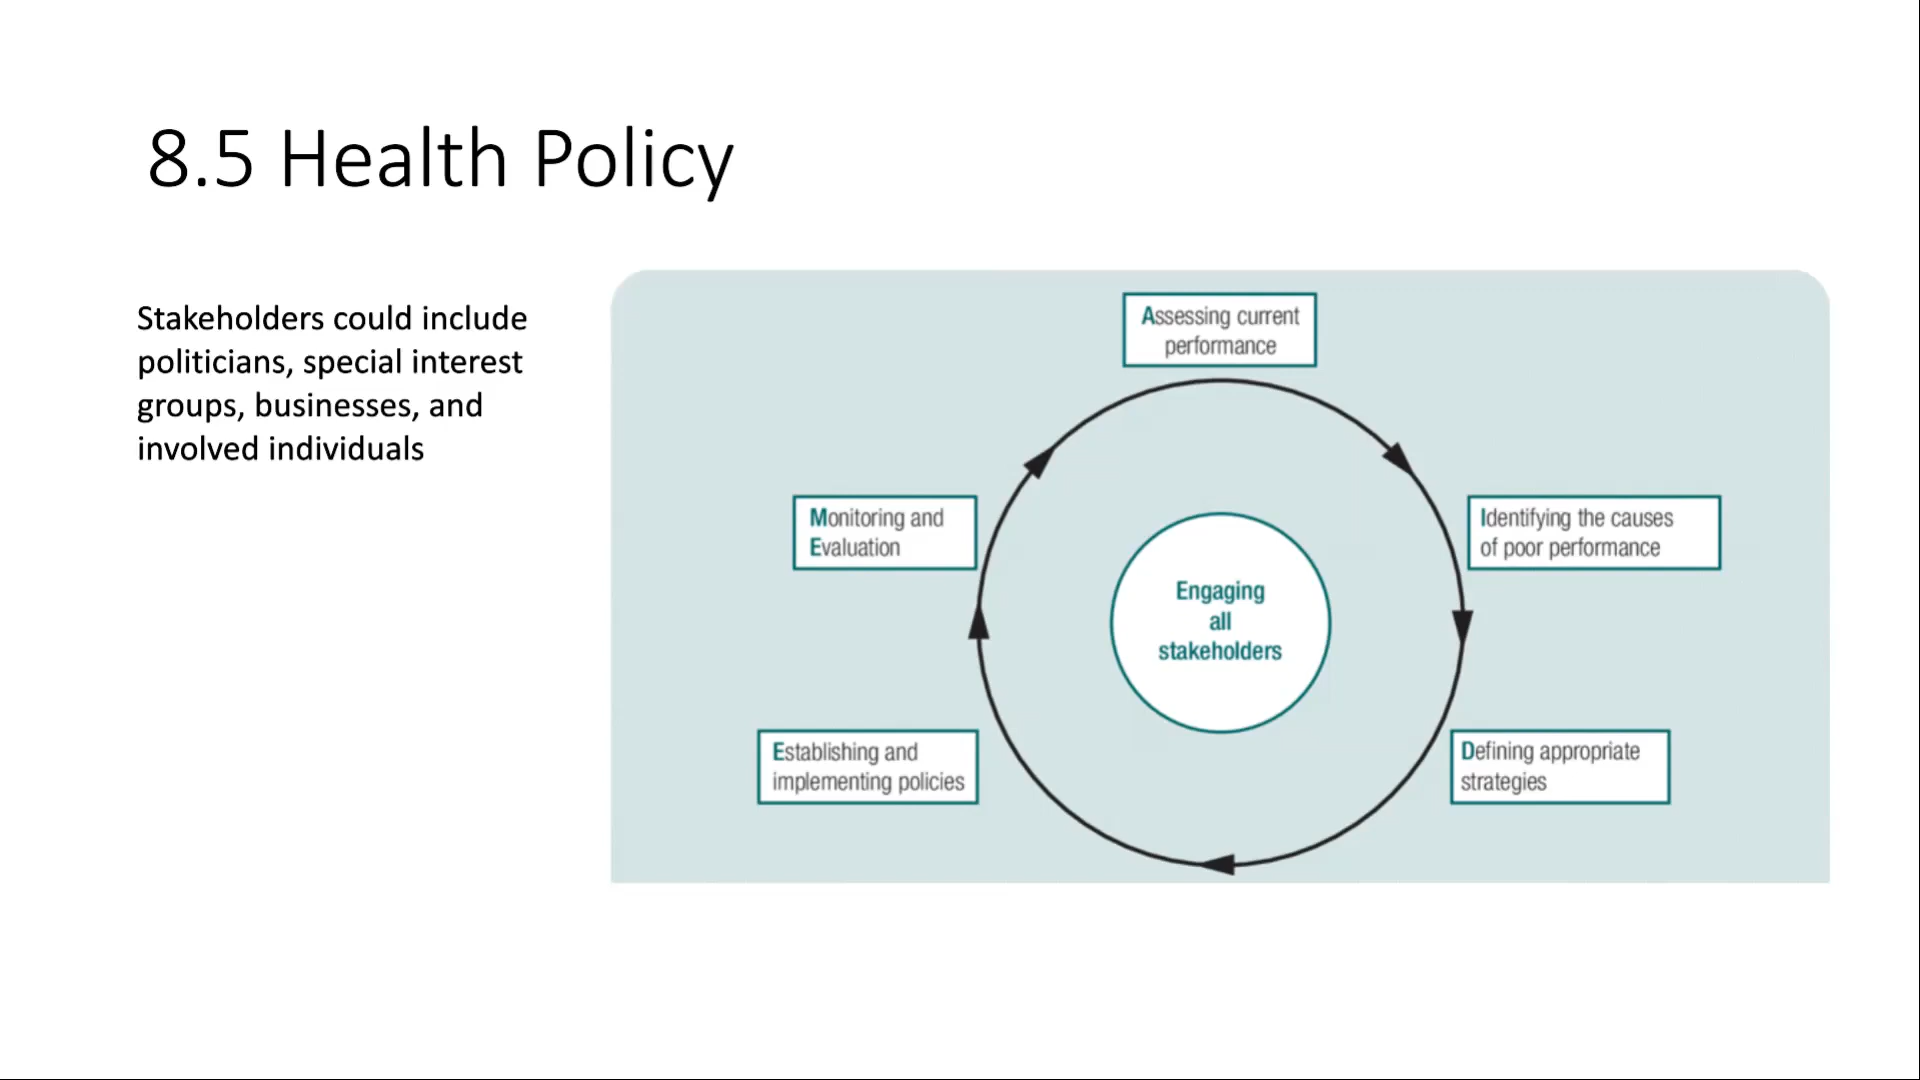 8.5 Health Policy
Stakeholders could include
politicians, special interest
groups, businesses, and
involved individuals
Assessing current
performance
Identifying the causes
of poor performance
Defining appropriate
strategies
Establishing and
implementing policies
Monitoring and
Evaluation
Engaging
all
stakeholders